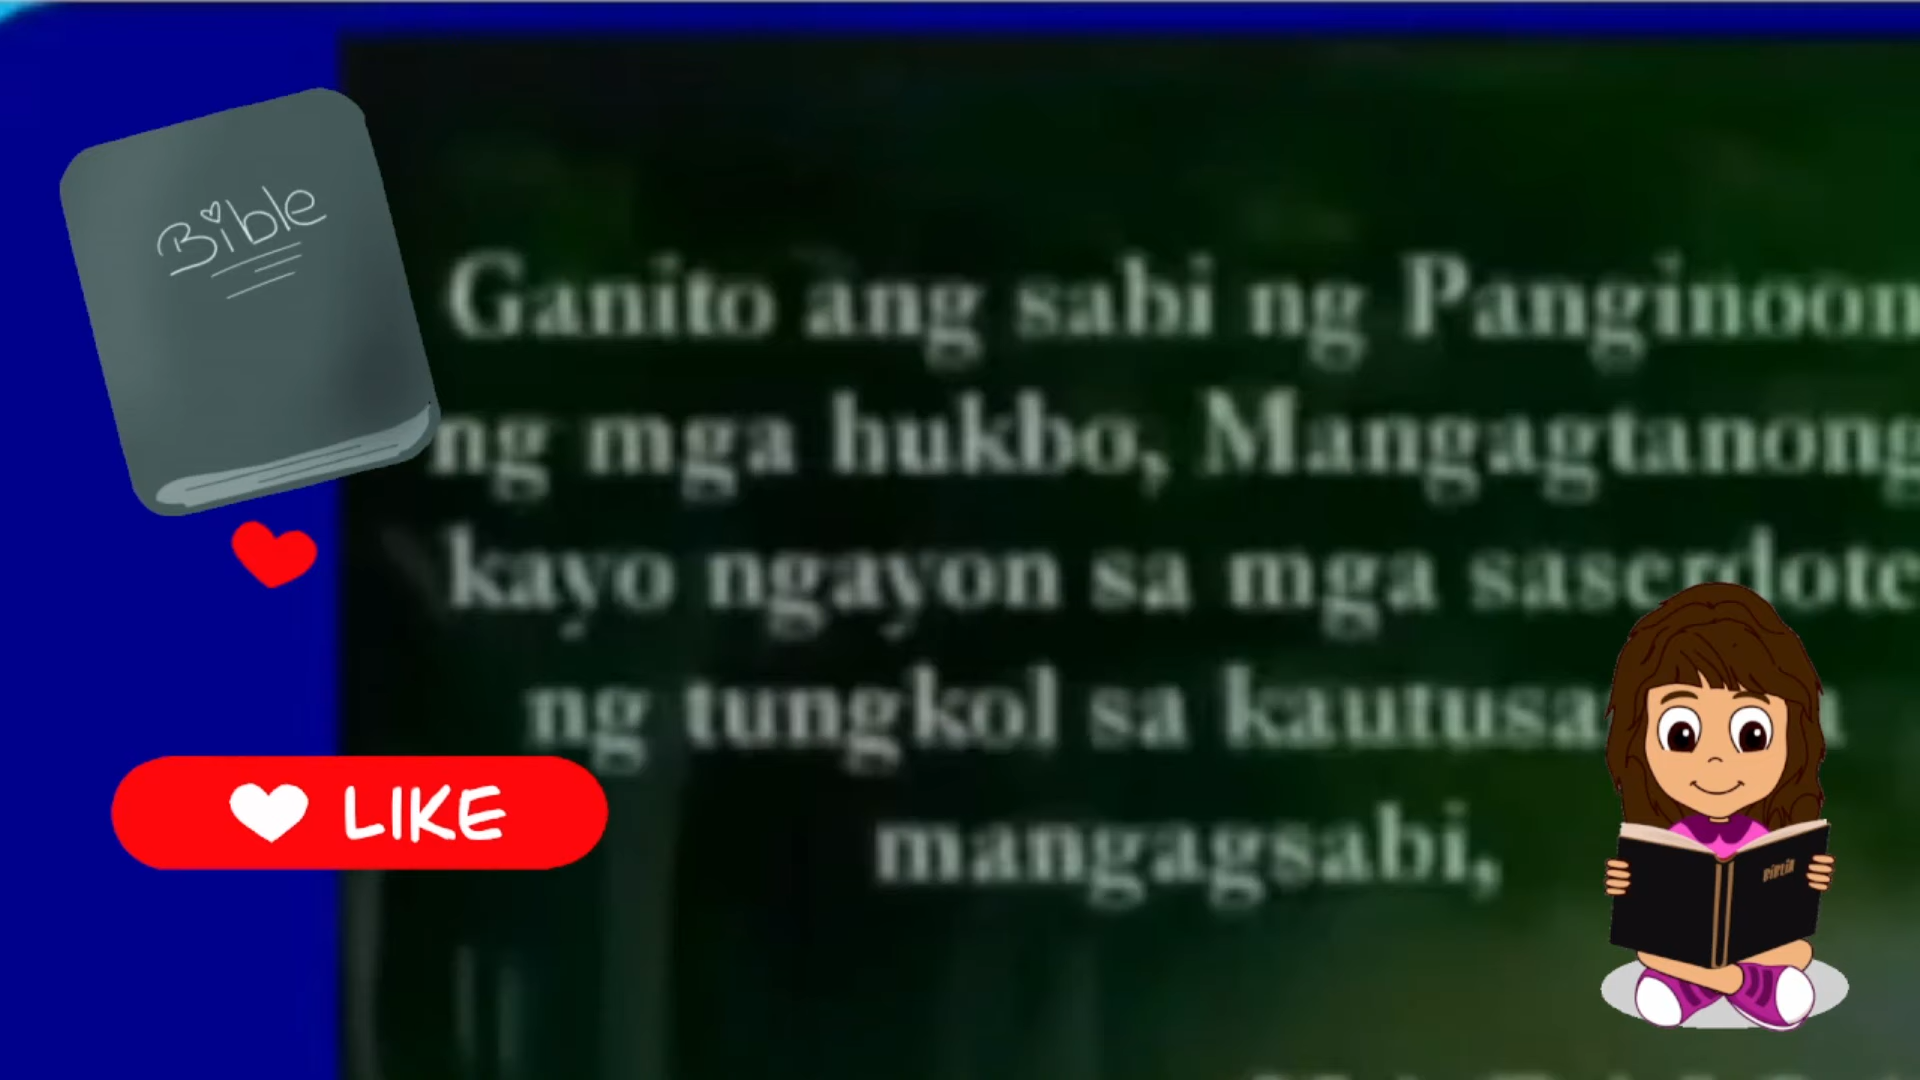 Bible
Ganito ang sabi ng Panginoon
ng mga hukbo, Mangagtanong
kayo ngayon sa mga saserdote
ng tungkol sa
mangagsabi,
LIKE
BIBLIA